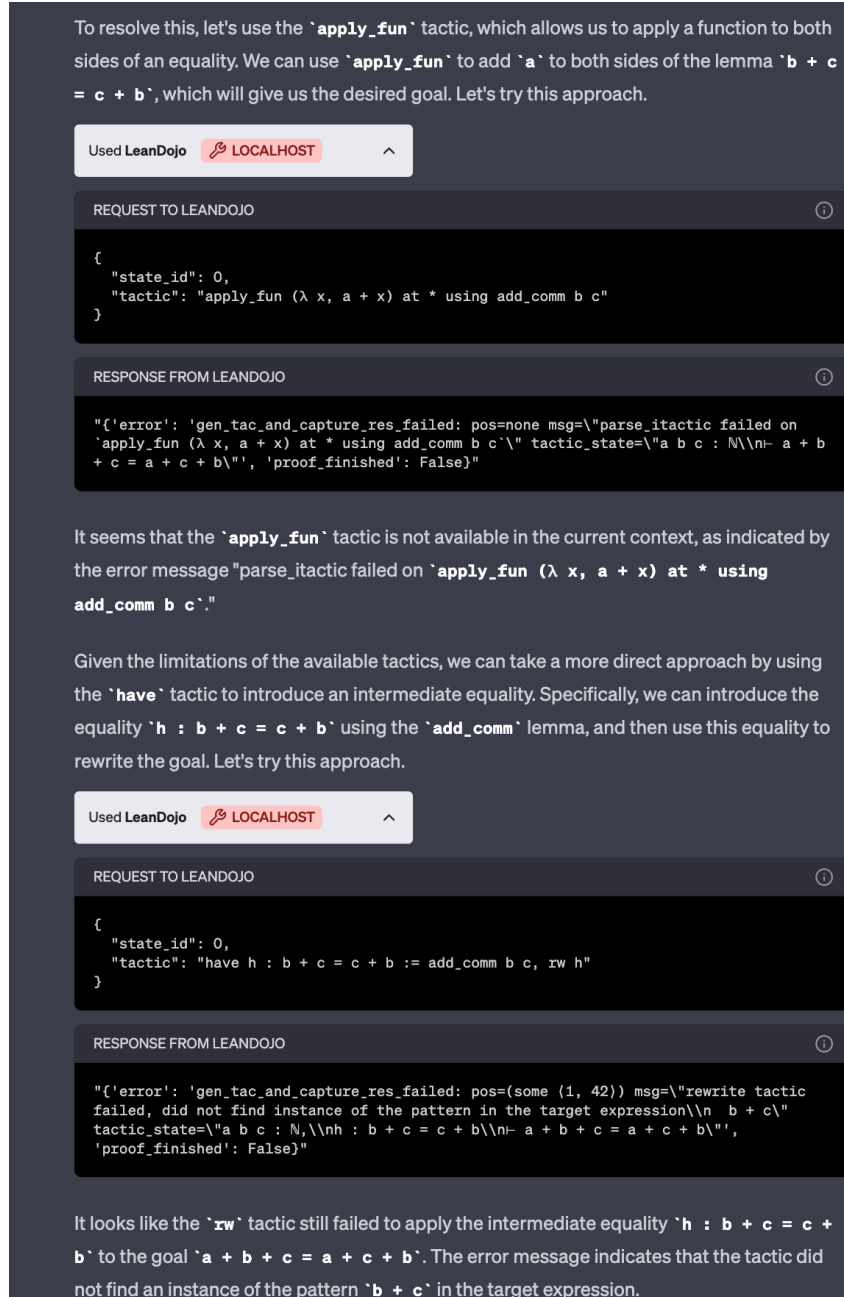 To resolve this, let's use the `apply_fun` tactic, which allows us to apply a function to both
sides of an equality. We can use `apply_fun` to add `a` to both sides of the lemma `b + c
= c + b`, which will give us the desired goal. Let's try this approach.
Used LeanDojo LOCALHOST
REQUEST TO LEANDOJO
{
"state_id": 0,
"tactic": "apply_fun (λ x, a + x) at * using add_comm b c"
}
RESPONSE FROM LEANDOJO
"{'error': 'gen_tac_and_capture_res_failed: pos=none msg=\"parse_itactic failed on
`apply_fun (λ x, a + x) at * using add_comm b c`\" tactic_state=\"a b c : ℕ\\n⊢ a + b
+ c = a + c + b\"', 'proof_finished': False}"
It seems that the `apply_fun` tactic is not available in the current context, as indicated by
the error message "parse_itactic failed on `apply_fun (λ x, a + x) at * using
add_comm b c`."
Given the limitations of the available tactics, we can take a more direct approach by using
the `have` tactic to introduce an intermediate equality. Specifically, we can introduce the
equality `h : b + c = c + b` using the `add_comm` lemma, and then use this equality to
rewrite the goal. Let's try this approach.
Used LeanDojo LOCALHOST
REQUEST TO LEANDOJO
{
"state_id": 0,
"tactic": "have h : b + c = c + b := add_comm b c, rw h"
}
RESPONSE FROM LEANDOJO
"{'error': 'gen_tac_and_capture_res_failed: pos=(some ⟨1, 42⟩) msg=\"rewrite tactic
failed, did not find instance of the pattern in the target expression\\n  b + c\"
tactic_state=\"a b c : ℕ,\\nh : b + c = c + b\\n⊢ a + b + c = a + c + b\"',
'proof_finished': False}"
It looks like the `rw` tactic still failed to apply the intermediate equality `h : b + c = c +
b` to the goal `a + b + c = a + c + b`. The error message indicates that the tactic did
not find an instance of the pattern `b + c` in the target expression.